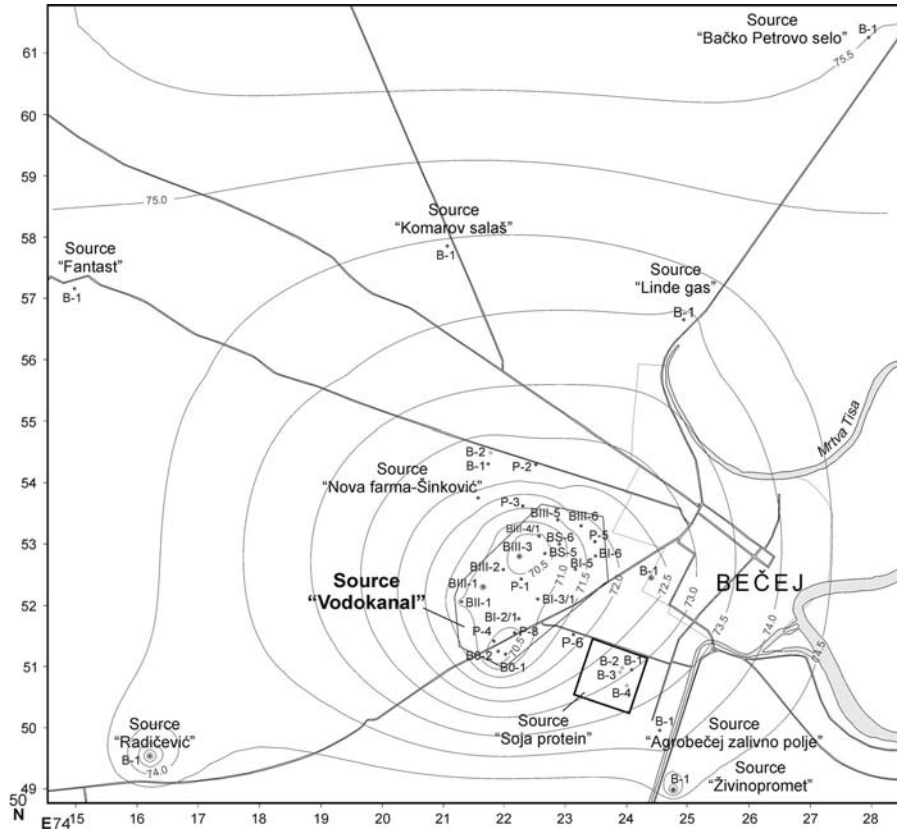 61
60
59
58
57
56
55
54
53
52
51
50
49
50
N
E74
15
16
17
18
19
20
21
22
23
24
25
26
27
28
Source
“Bačko Petrovo selo”
B-1
75.5
75.0
Source
“Komarov salaš”
B-1
Source
“Fantast”
B-1
Source
“Linde gas”
B-1
Mrtva Tisa
B-2
B-1
P-2
Source
“Nova farma-Šinković”
P-3
BIII-5
BIII-6
BIII-4/1
BS-6
P-5
BIII-3
BS-5
BI-6
BI-5
BIII-2
70.5
71.0
71.5
72.0
72.5
73.0
73.5
74.0
74.5
Source
“Vodokanal”
BIII-1
P-1
BII-1
BI-3/1
BI-2/1
P-4
P-8
70.5
B0-2
B0-1
B-1
BEČEJ
P-6
B-2
B-1
B-3
B-4
Source
“Soja protein”
B-1
Source
“Agrobečej zalivno polje”
Source
“Živinopromet”
B-1
Source
“Radičević”
B-1
74.0